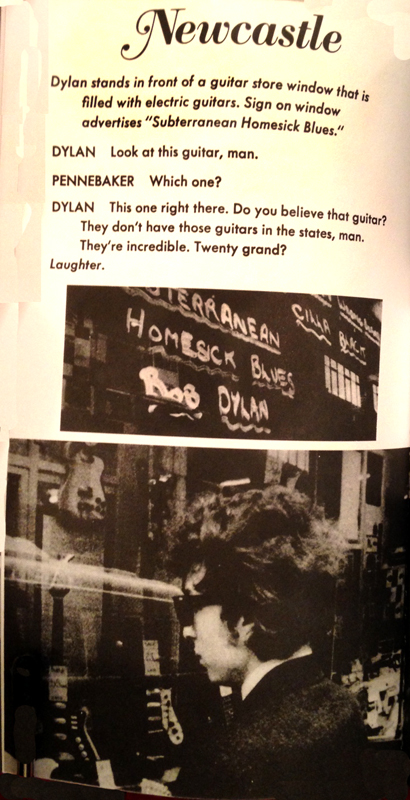 Newcastle
Dylan stands in front of a guitar store window that is
filled with electric guitars. Sign on window
advertises "Subterranean Homesick Blues."
DYLAN Look at this guitar, man.
PENNEBAKER Which one?
DYLAN This one right there. Do you believe that guitar?
They don't have those guitars in the states, man.
They're incredible. Twenty grand?
Laughter.
TERRANEAN
HOMESICK BLUES
BOB DYLAN
CILLA BLACK